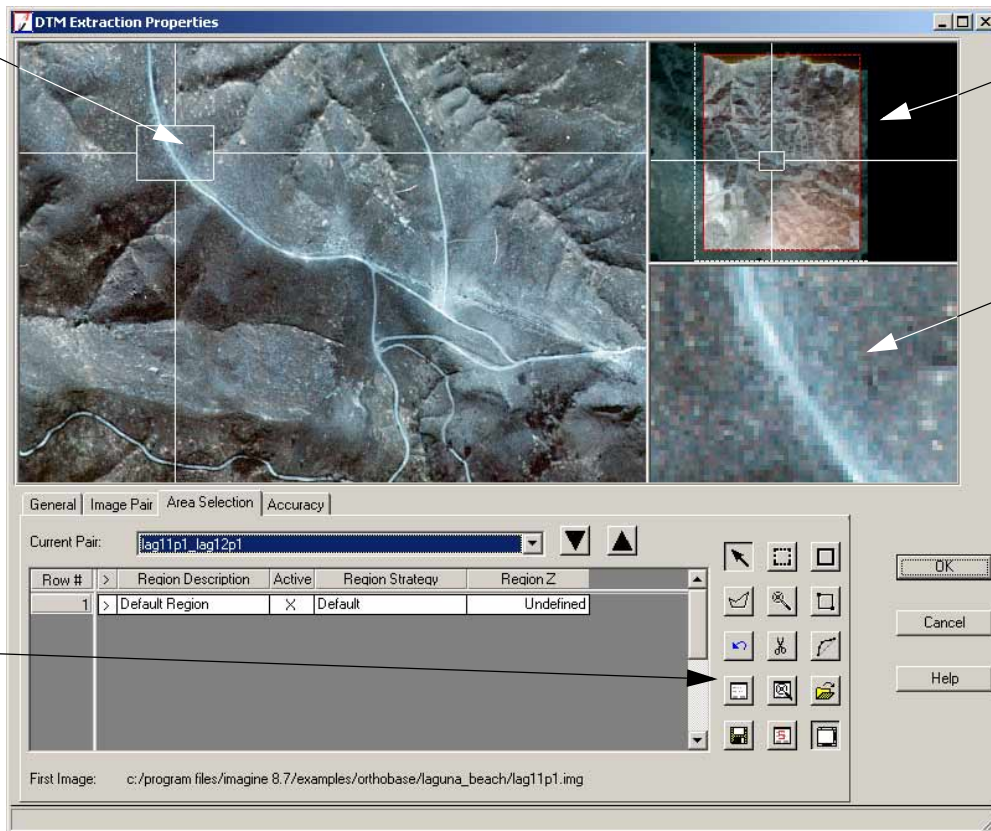 DTM Extraction Properties
General Image Pair Area Selection Accuracy
Current Pair: lag11p1_lag12p1
Row # > Region Description Active Region Strategy Region Z
1 > Default Region X Default Undefined
First Image: c:/program files/imagine 8.7/examples/orthobase/laguna_beach/lag11p1.img
OK
Cancel
Help